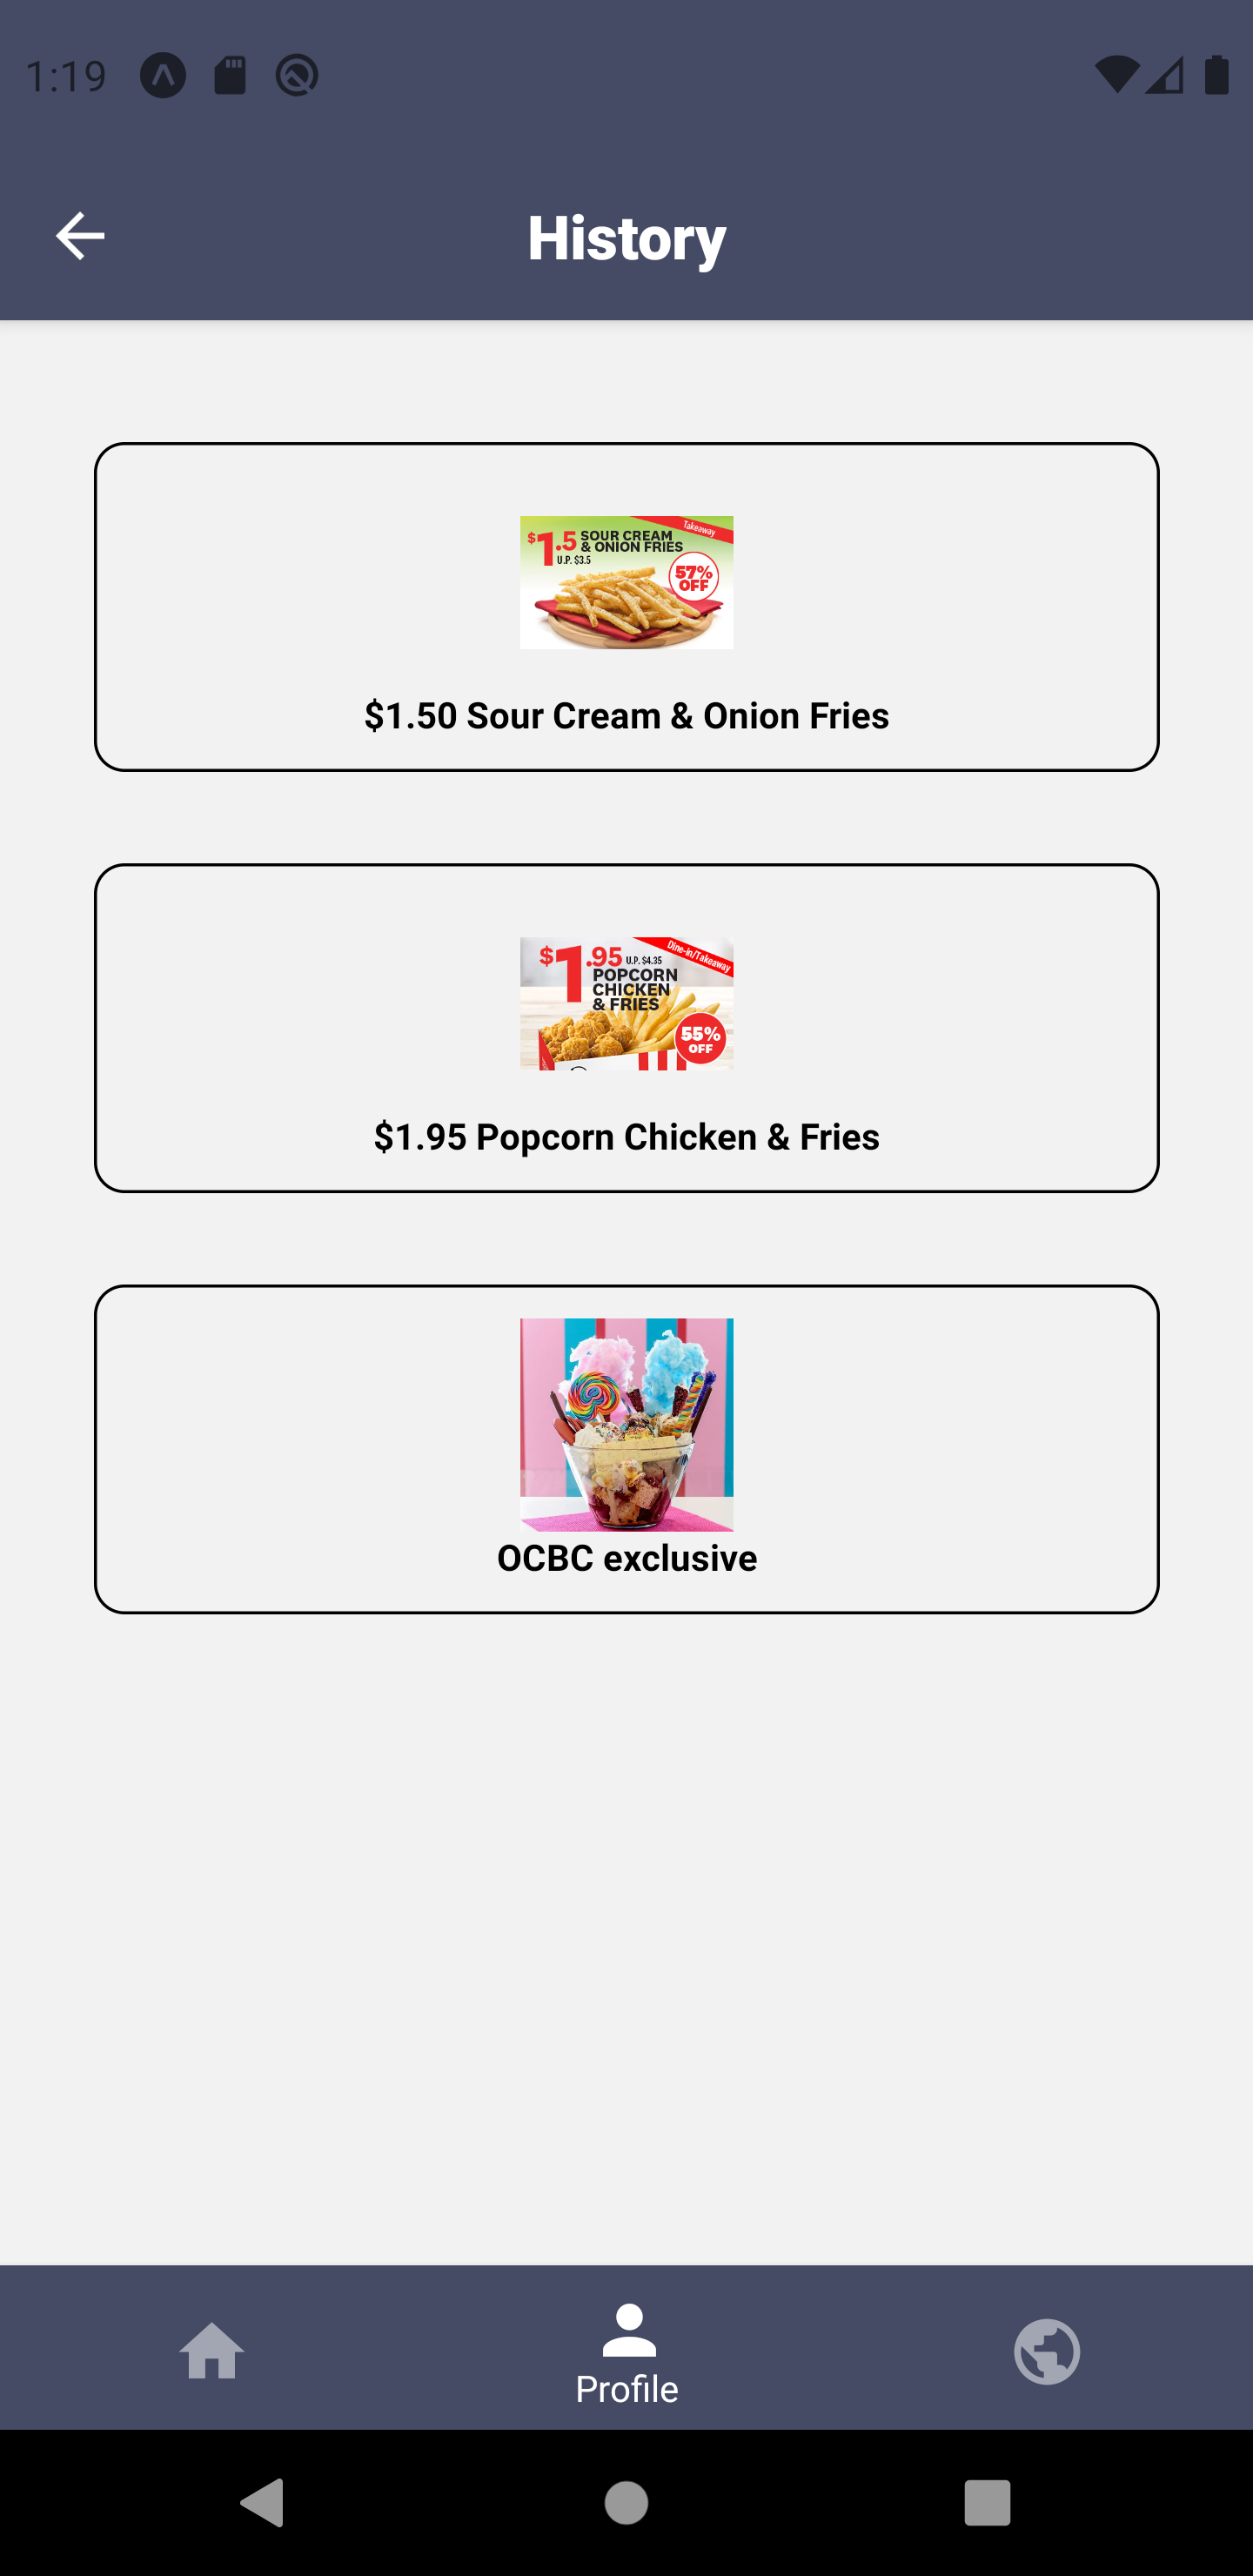 1:19
History
Takeaway
$1.5 SOUR CREAM
& ONION FRIES
U.P. $3.5
57%
OFF
$1.50 Sour Cream & Onion Fries
Dine-in/Takeaway
$1.95 U.P. $4.35
POPCORN
CHICKEN
& FRIES
55%
OFF
$1.95 Popcorn Chicken & Fries
OCBC exclusive
Profile